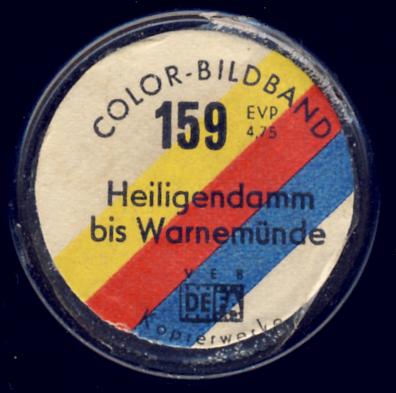 COLOR-BILDBAND
159
EVP
4,75
Heiligendamm
bis Warnemünde
VEB
DEFA
Kopierwerke